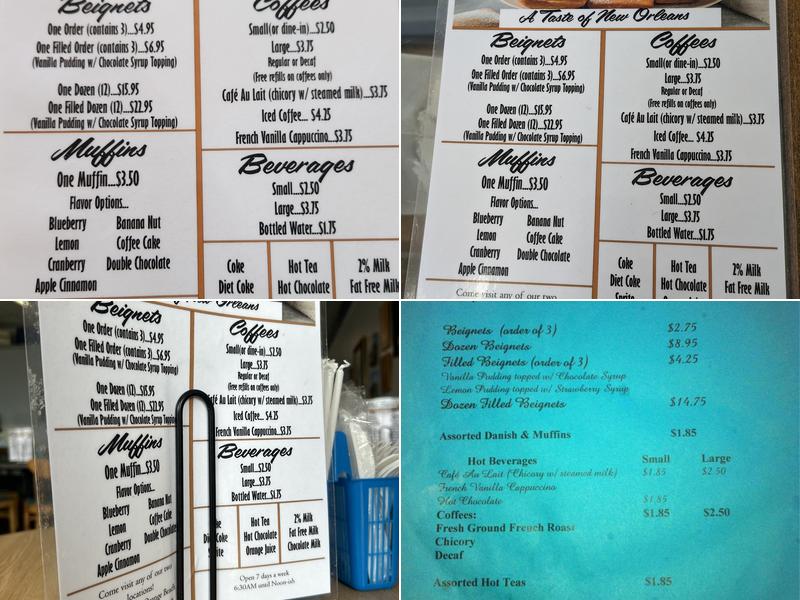 Beignets
One Order (contains 3)...$4.95
One Filled Order (contains 3)...$6.95
(Vanilla Pudding w/ Chocolate Syrup Topping)
One Dozen (12)...$15.95
One Filled Dozen (12)...$22.95
(Vanilla Pudding w/ Chocolate Syrup Topping)
Muffins
One Muffin...$3.50
Flavor Options...
Blueberry Banana Nut
Lemon Coffee Cake
Cranberry Double Chocolate
Apple Cinnamon
Coffees
Small(or dine-in)...$2.50
Large...$3.75
Regular or Decaf
(Free refills on coffees only)
Café Au Lait (chicory w/ steamed milk)...$3.75
Iced Coffee... $4.25
French Vanilla Cappuccino...$3.75
Beverages
Small...$2.50
Large...$3.75
Bottled Water...$1.75
Coke Hot Tea 2% Milk
Diet Coke Hot Chocolate Fat Free Milk
A Taste of New Orleans
Beignets
One Order (contains 3)...$4.95
One Filled Order (contains 3)...$6.95
(Vanilla Pudding w/ Chocolate Syrup Topping)
One Dozen (12)...$15.95
One Filled Dozen (12)...$22.95
(Vanilla Pudding w/ Chocolate Syrup Topping)
Muffins
One Muffin...$3.50
Flavor Options...
Blueberry Banana Nut
Lemon Coffee Cake
Cranberry Double Chocolate
Apple Cinnamon
Come visit any of our two
Coffees
Small(or dine-in)...$2.50
Large...$3.75
Regular or Decaf
(Free refills on coffees only)
Café Au Lait (chicory w/ steamed milk)...$3.75
Iced Coffee... $4.25
French Vanilla Cappuccino...$3.75
Beverages
Small...$2.50
Large...$3.75
Bottled Water...$1.75
Coke Hot Tea 2% Milk
Diet Coke Hot Chocolate Fat Free Milk
Sprite
of New Orleans
Beignets
One Order (contains 3)...$4.95
One Filled Order (contains 3)...$6.95
(Vanilla Pudding w/ Chocolate Syrup Topping)
One Dozen (12)...$15.95
One Filled Dozen (12)...$22.95
(Vanilla Pudding w/ Chocolate Syrup Topping)
Muffins
One Muffin...$3.50
Flavor Options...
Blueberry Banana Nut
Lemon Coffee Cake
Cranberry Double Chocolate
Apple Cinnamon
Come visit any of our two
locations!
Orange Beach
Coffees
Small(or dine-in)...$2.50
Large...$3.75
Regular or Decaf
(Free refills on coffees only)
Café Au Lait (chicory w/ steamed milk)...$3.75
Iced Coffee... $4.25
French Vanilla Cappuccino...$3.75
Beverages
Small...$2.50
Large...$3.75
Bottled Water...$1.75
Hot Tea 2% Milk
Hot Chocolate Fat Free Milk
Orange Juice Chocolate Milk
Open 7 days a week
6:30AM until Noon-ish
Beignets (order of 3) $2.75
Dozen Beignets $8.95
Filled Beignets (order of 3) $4.25
Vanilla Pudding topped w/ Chocolate Syrup
Lemon Pudding topped w/ Strawberry Syrup
Dozen Filled Beignets $14.75
Assorted Danish & Muffins $1.85
Hot Beverages Small Large
Café Au Lait (Chicory w/ steamed milk) $1.85 $2.50
French Vanilla Cappuccino
Hot Chocolate $1.85
Coffees: $1.85 $2.50
Fresh Ground French Roast
Chicory
Decaf
Assorted Hot Teas $1.85